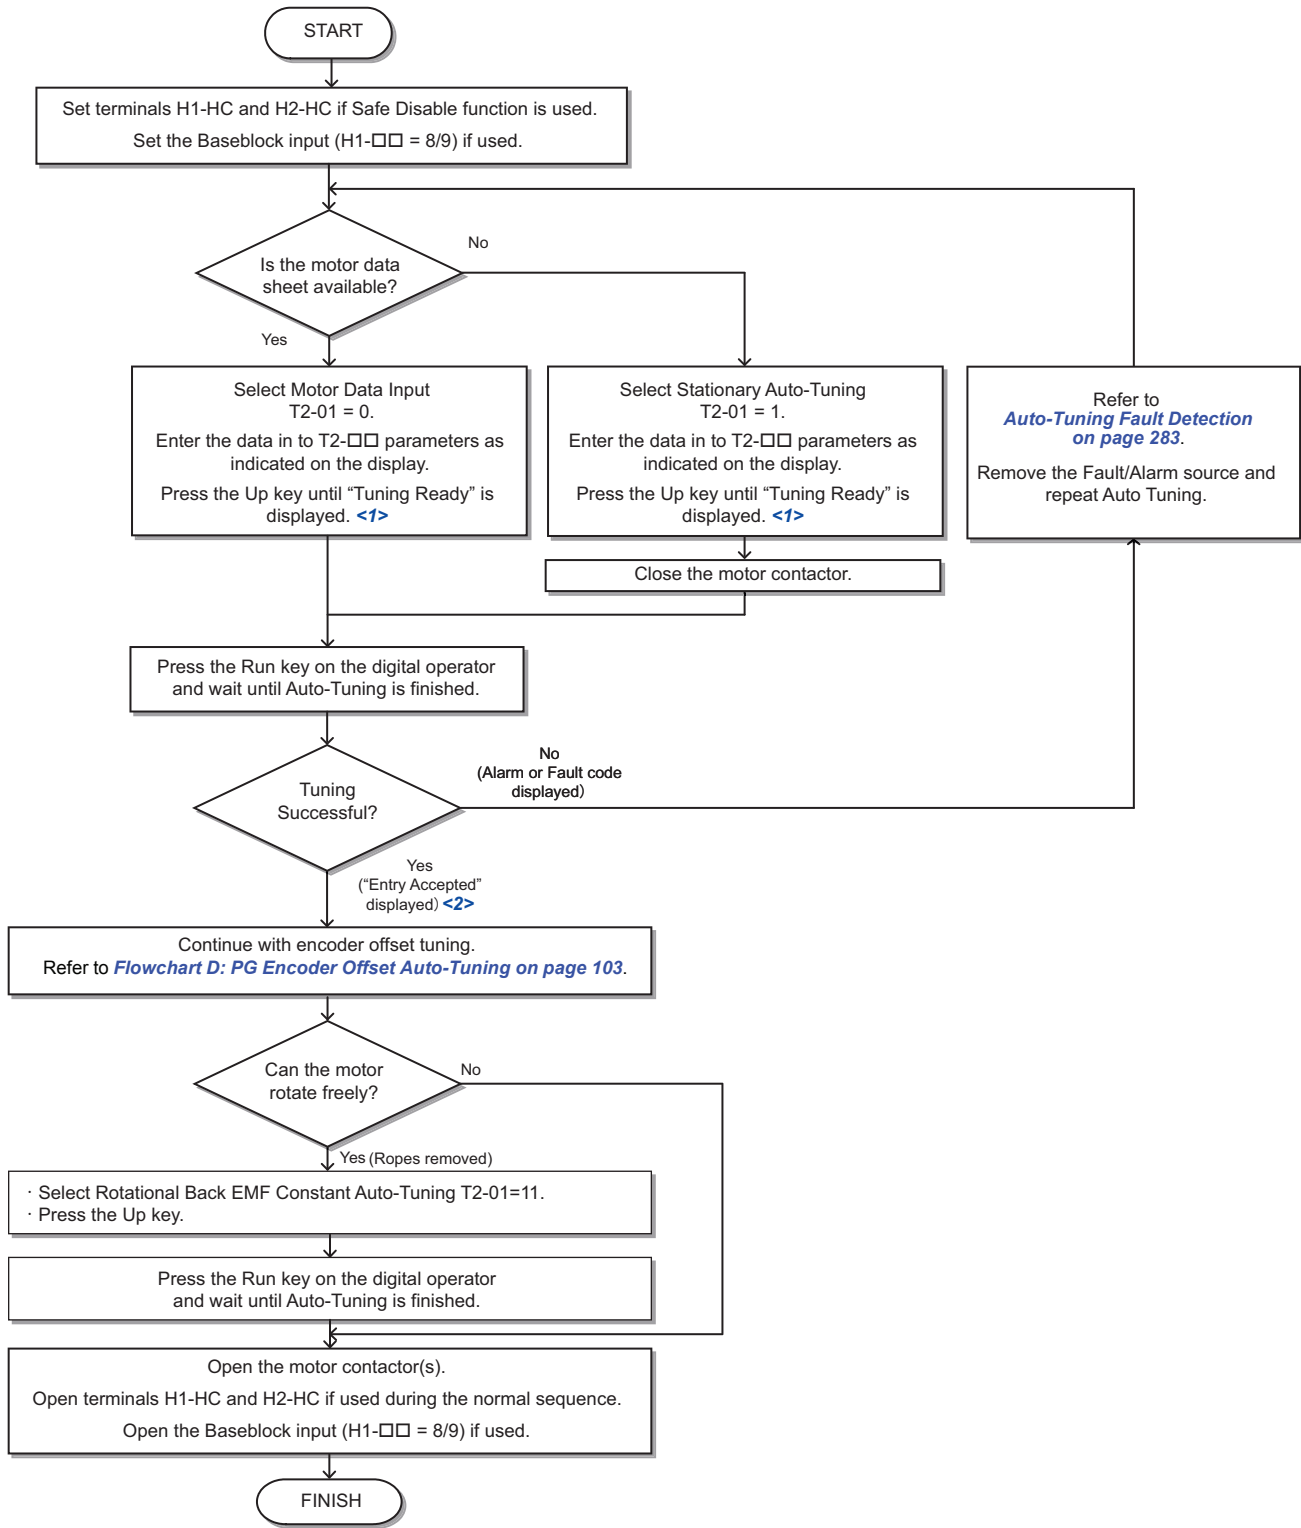 START
Set terminals H1-HC and H2-HC if Safe Disable function is used.
Set the Baseblock input (H1-□□ = 8/9) if used.
No
Is the motor data
sheet available?
Yes
Select Motor Data Input
T2-01 = 0.
Enter the data in to T2-□□ parameters as
indicated on the display.
Press the Up key until “Tuning Ready” is
displayed. <1>
Select Stationary Auto-Tuning
T2-01 = 1.
Enter the data in to T2-□□ parameters as
indicated on the display.
Press the Up key until “Tuning Ready” is
displayed. <1>
Refer to
Auto-Tuning Fault Detection
on page 283.
Remove the Fault/Alarm source and
repeat Auto Tuning.
Close the motor contactor.
Press the Run key on the digital operator
and wait until Auto-Tuning is finished.
No
(Alarm or Fault code
displayed)
Tuning
Successful?
Yes
(“Entry Accepted”
displayed) <2>
Continue with encoder offset tuning.
Refer to Flowchart D: PG Encoder Offset Auto-Tuning on page 103.
Can the motor
rotate freely?
No
Yes (Ropes removed)
· Select Rotational Back EMF Constant Auto-Tuning T2-01=11.
· Press the Up key.
Press the Run key on the digital operator
and wait until Auto-Tuning is finished.
Open the motor contactor(s).
Open terminals H1-HC and H2-HC if used during the normal sequence.
Open the Baseblock input (H1-□□ = 8/9) if used.
FINISH